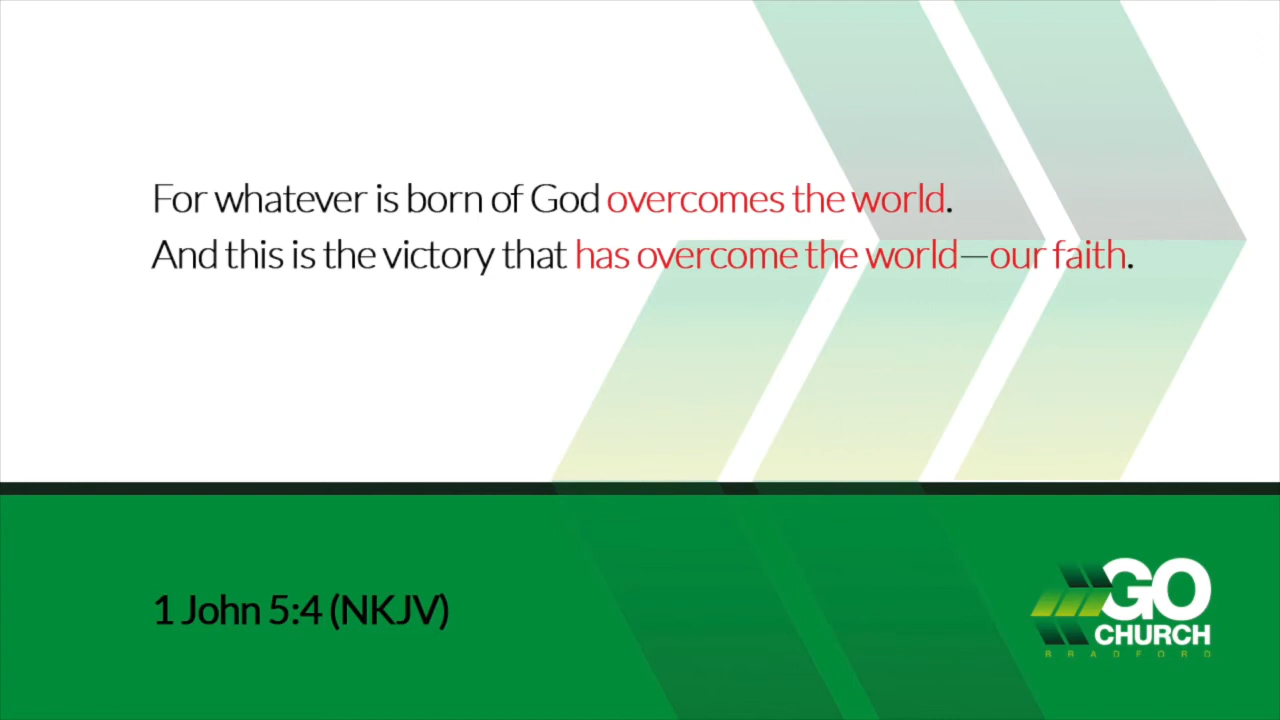 For whatever is born of God overcomes the world.
And this is the victory that has overcome the world—our faith.
1 John 5:4 (NKJV)
GO
CHURCH
BRADFORD